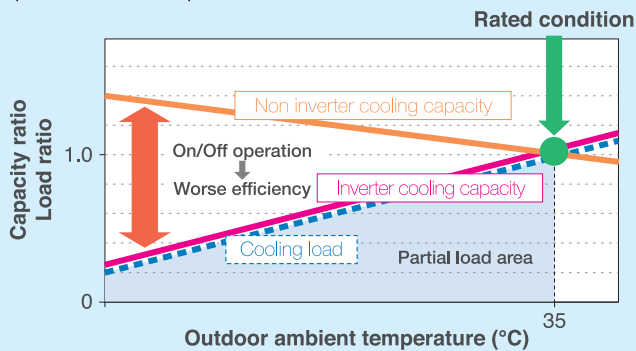 Rated condition
Non inverter cooling capacity
Capacity ratio
Load ratio
1.0
On/Off operation
Worse efficiency
Inverter cooling capacity
Cooling load
Partial load area
0
35
Outdoor ambient temperature (°C)